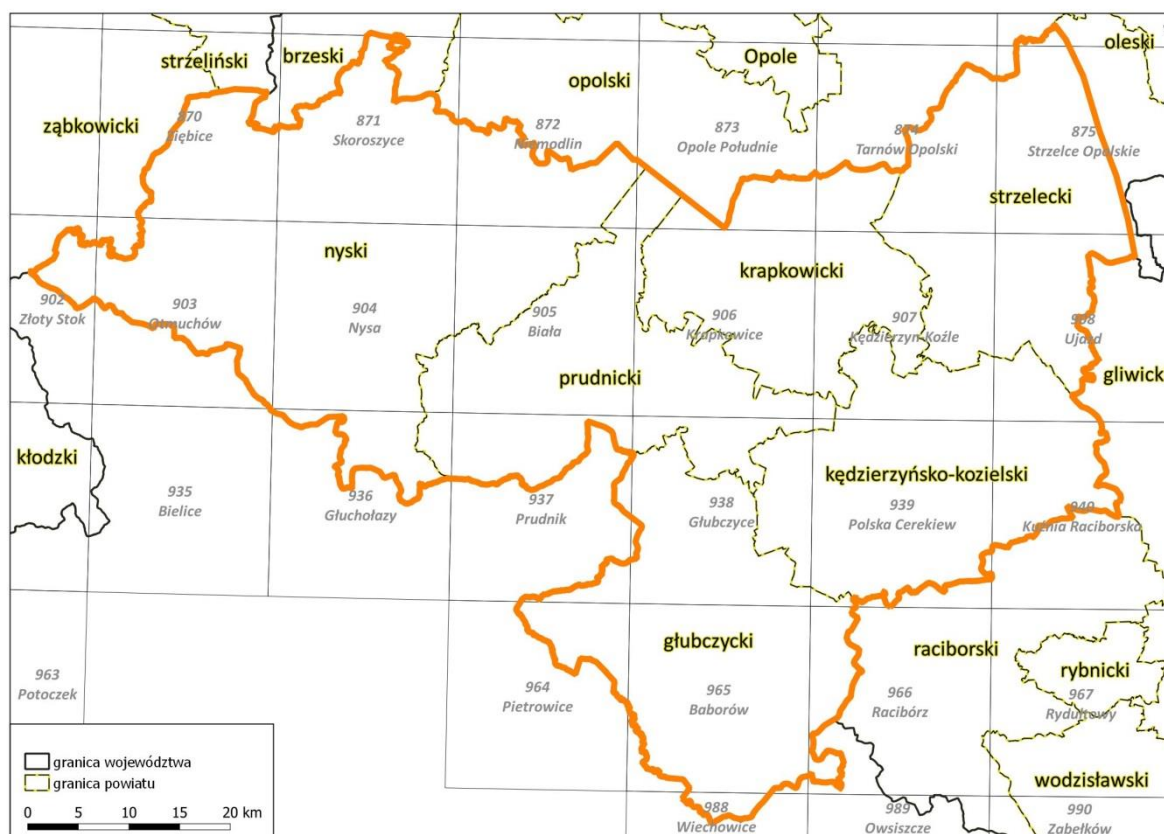 strzeliński
brzeski
oleski
Opole
opolski
ząbkowicki
870
Ziębice
871
Skoroszyce
872
Niemodlin
873
Opole Południe
874
Tarnów Opolski
875
Strzelce Opolskie
strzelecki
nyski
krapkowicki
902
Złoty Stok
903
Otmuchów
904
Nysa
905
Biała
906
Krapkowice
907
Kędzierzyn-Koźle
908
Ujazd
prudnicki
gliwick
kłodzki
kędzierzyńsko-kozielski
935
Bielice
936
Głuchołazy
937
Prudnik
938
Głubczyce
939
Polska Cerekiew
940
Kuźnia Raciborska
głubczycki
raciborski
rybnicki
963
Potoczek
964
Pietrowice
965
Baborów
966
Racibórz
967
Rydułtowy
granica województwa
granica powiatu
0 5 10 15 20 km
wodzisławski
988
Wiechowice
989
Owsiszcze
990
Zabełków